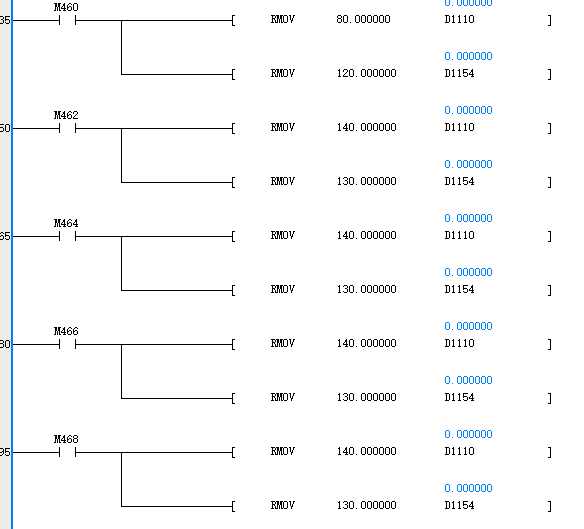 M460
0.000000
35 [ RMOV 80.000000 D1110 ]
0.000000
[ RMOV 120.000000 D1154 ]
M462
0.000000
50 [ RMOV 140.000000 D1110 ]
0.000000
[ RMOV 130.000000 D1154 ]
M464
0.000000
65 [ RMOV 140.000000 D1110 ]
0.000000
[ RMOV 130.000000 D1154 ]
M466
0.000000
80 [ RMOV 140.000000 D1110 ]
0.000000
[ RMOV 130.000000 D1154 ]
M468
0.000000
95 [ RMOV 140.000000 D1110 ]
0.000000
[ RMOV 130.000000 D1154 ]